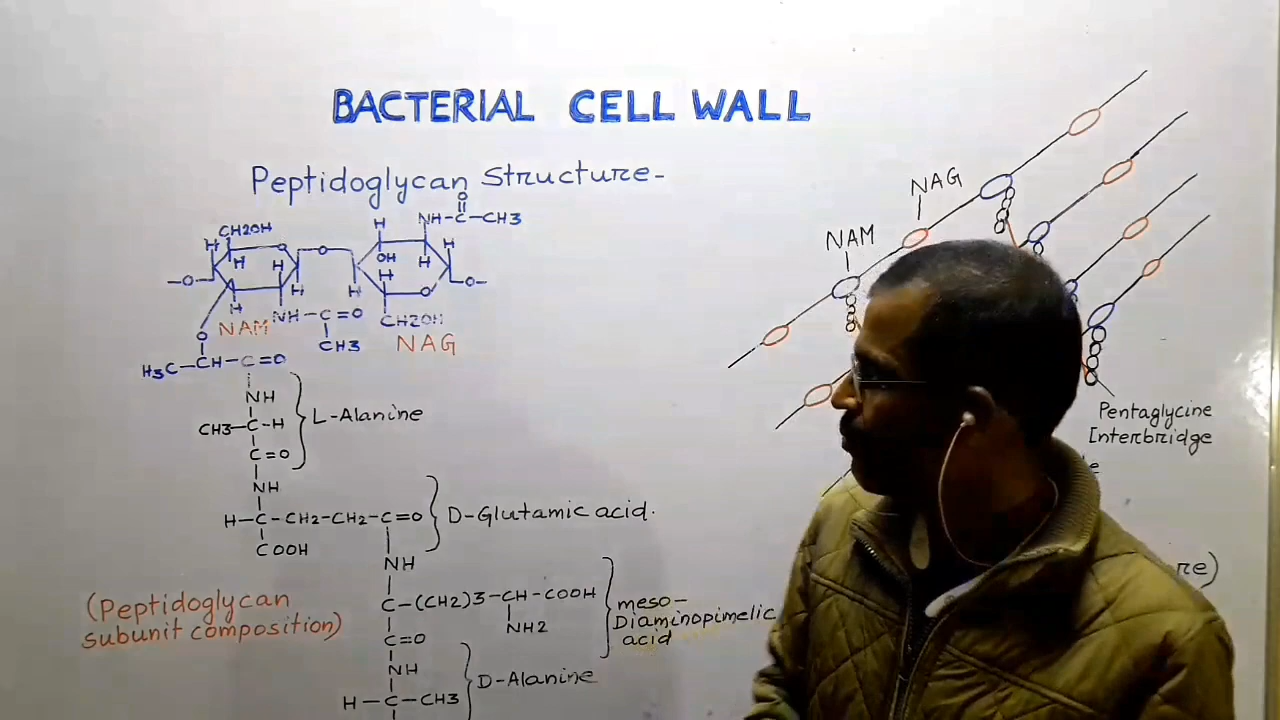 BACTERIAL CELL WALL
Peptidoglycan Structure-
O
NH-C-CH3
CH2OH
H
H
O
O
H
H
H
OH
H
H
-O-
H
H
H
H
O
O-
H
NH-C=O
CH2OH
NAM
CH3
NAG
O
H3C-CH-C=O
NH
CH3-C-H
C=O
L-Alanine
NH
H-C-CH2-CH2-C=O
D-Glutamic acid.
COOH
NH
C-(CH2)3-CH-COOH
NH2
meso-
Diaminopimelic
acid
C=O
NH
H-C-CH3
D-Alanine
(Peptidoglycan
subunit composition)
NAG
NAM
Pentaglycine
Interbridge
re)